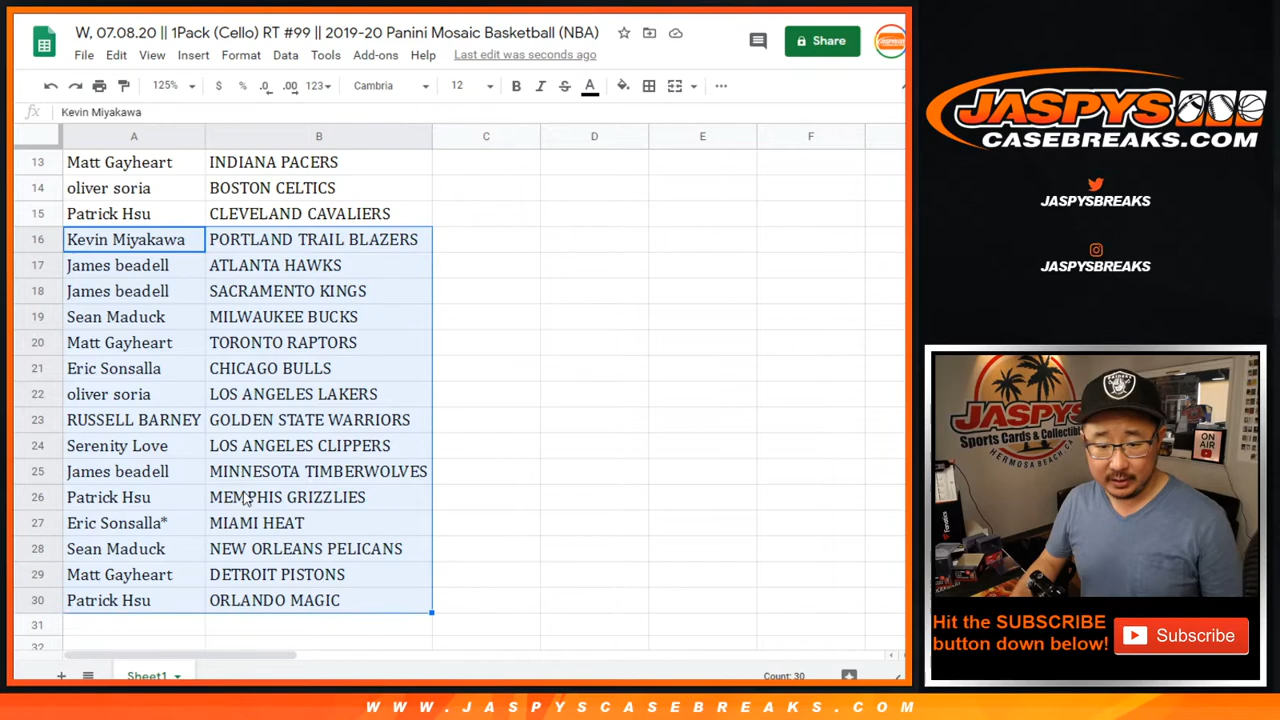 W, 07.08.20 || 1Pack (Cello) RT #99 || 2019-20 Panini Mosaic Basketball (NBA)
File Edit View Insert Format Data Tools Add-ons Help Last edit was seconds ago
Share
125% $ % .0 .00 123 Cambria 12 B I S A
fx Kevin Miyakawa
A B C D E F
13 Matt Gayheart INDIANA PACERS
14 oliver soria BOSTON CELTICS
15 Patrick Hsu CLEVELAND CAVALIERS
16 Kevin Miyakawa PORTLAND TRAIL BLAZERS
17 James beadell ATLANTA HAWKS
18 James beadell SACRAMENTO KINGS
19 Sean Maduck MILWAUKEE BUCKS
20 Matt Gayheart TORONTO RAPTORS
21 Eric Sonsalla CHICAGO BULLS
22 oliver soria LOS ANGELES LAKERS
23 RUSSELL BARNEY GOLDEN STATE WARRIORS
24 Serenity Love LOS ANGELES CLIPPERS
25 James beadell MINNESOTA TIMBERWOLVES
26 Patrick Hsu MEMPHIS GRIZZLIES
27 Eric Sonsalla* MIAMI HEAT
28 Sean Maduck NEW ORLEANS PELICANS
29 Matt Gayheart DETROIT PISTONS
30 Patrick Hsu ORLANDO MAGIC
31
32
Sheet1
Count: 30
JASPYS
CASEBREAKS.COM
JASPYSBREAKS
JASPYSBREAKS
JASPYS
Sports Cards & Collectibles
HERMOSA BEACH CA
ON AIR
RAIDERS
Fanatics
Hit the SUBSCRIBE
button down below!
Subscribe
WWW.JASPYSCASEBREAKS.COM